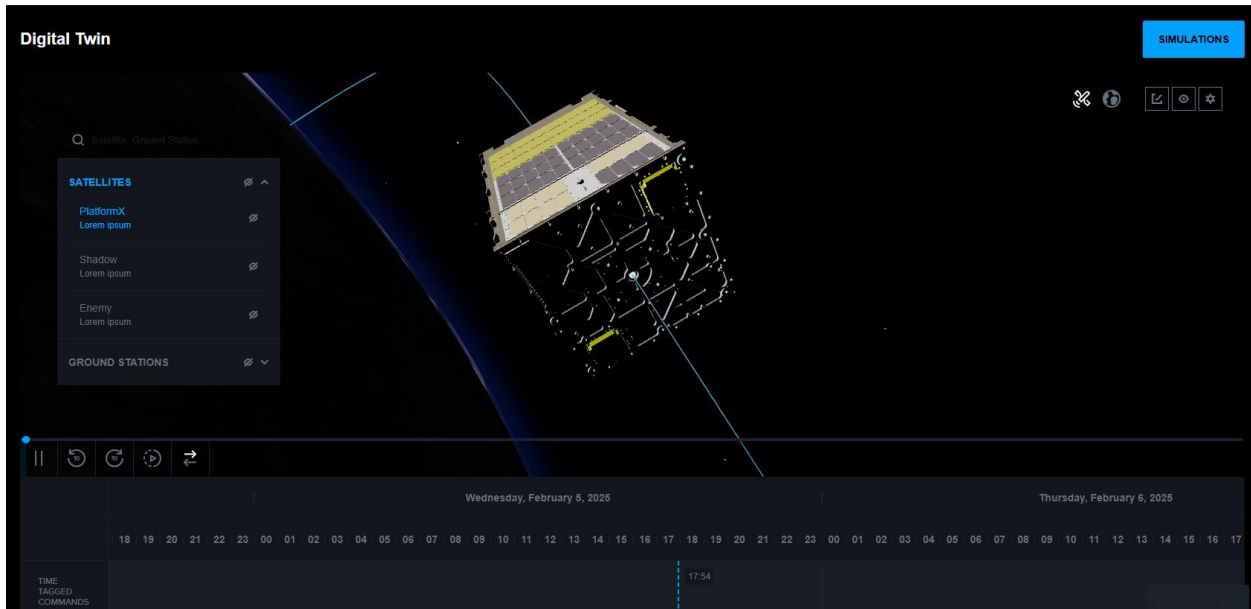 Digital Twin
SIMULATIONS
Satellite, Ground Station...
SATELLITES
PlatformX
Lorem ipsum
Shadow
Lorem ipsum
Enemy
Lorem ipsum
GROUND STATIONS
10 10
Wednesday, February 5, 2025 Thursday, February 6, 2025
18 19 20 21 22 23 00 01 02 03 04 05 06 07 08 09 10 11 12 13 14 15 16 17 18 19 20 21 22 23 00 01 02 03 04 05 06 07 08 09 10 11 12 13 14 15 16 17
17:54
TIME
TAGGED
COMMANDS